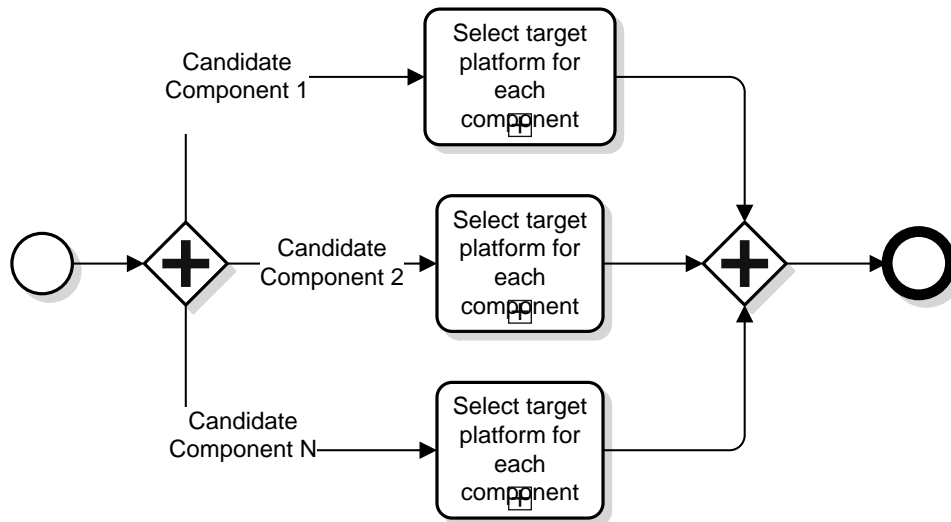 Candidate
Component 1
Select target
platform for
each
component
Candidate
Component 2
Select target
platform for
each
component
Candidate
Component N
Select target
platform for
each
component